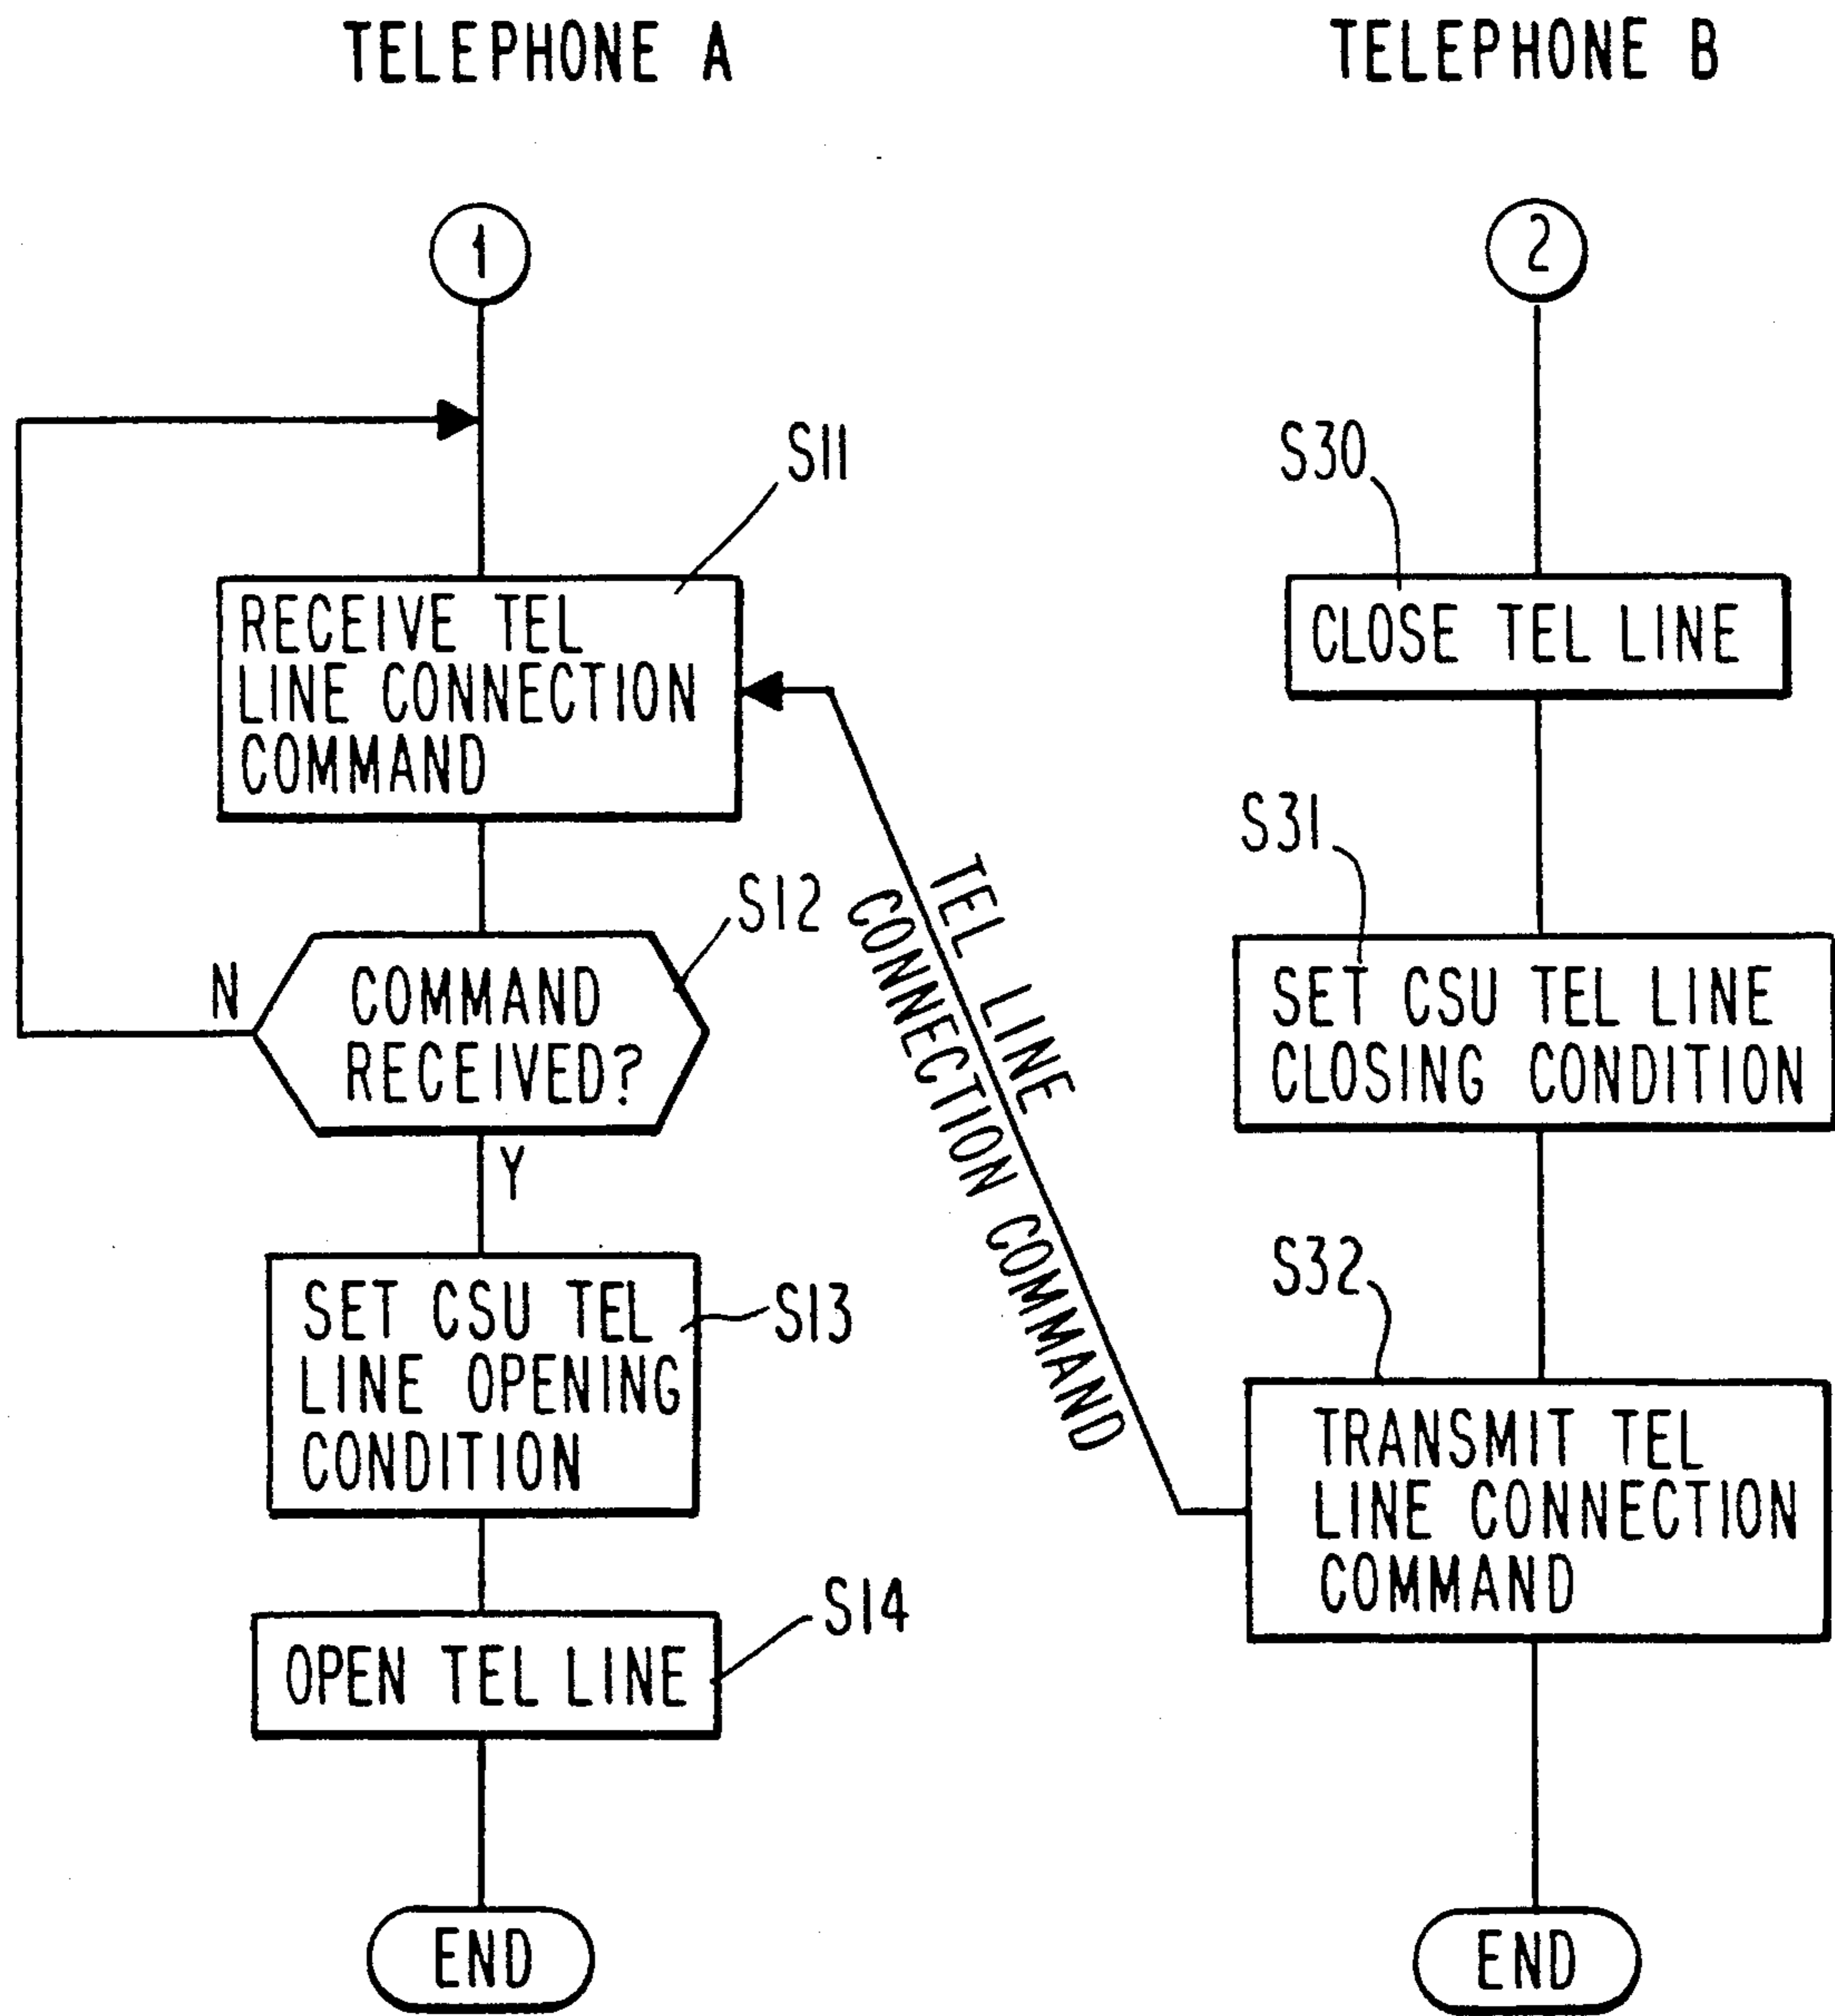 TELEPHONE A
1
S11
RECEIVE TEL
LINE CONNECTION
COMMAND
S12
N
COMMAND
RECEIVED?
Y
SET CSU TEL
LINE OPENING
CONDITION
S13
OPEN TEL LINE
S14
END
TEL LINE
CONNECTION COMMAND
TELEPHONE B
2
S30
CLOSE TEL LINE
S31
SET CSU TEL LINE
CLOSING CONDITION
S32
TRANSMIT TEL
LINE CONNECTION
COMMAND
END